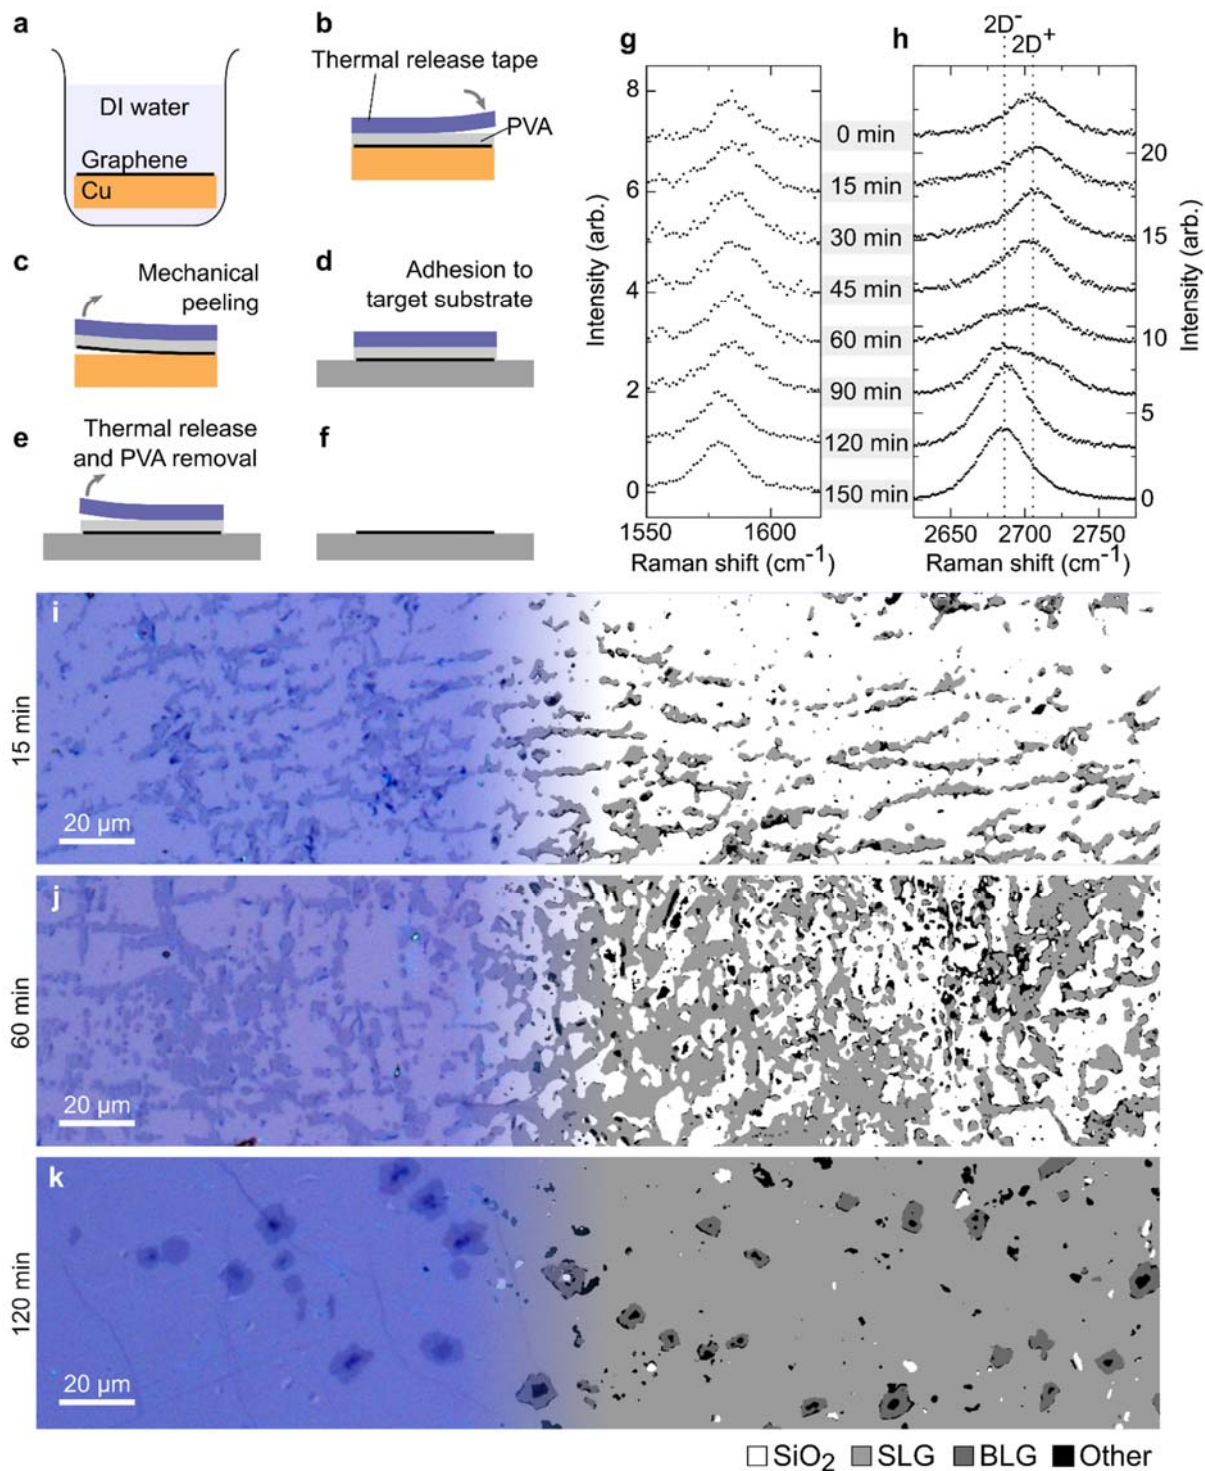 a
DI water
Graphene
Cu
b
Thermal release tape
PVA
c
Mechanical
peeling
d
Adhesion to
target substrate
e
Thermal release
and PVA removal
f
g
h
2D⁻
2D⁺
8
6
4
2
0
Intensity (arb.)
1550
1600
Raman shift (cm⁻¹)
0 min
15 min
30 min
45 min
60 min
90 min
120 min
150 min
20
15
10
5
0
Intensity (arb.)
2650
2700
2750
Raman shift (cm⁻¹)
i
15 min
20 µm
j
60 min
20 µm
k
120 min
20 µm
SiO₂ SLG BLG Other